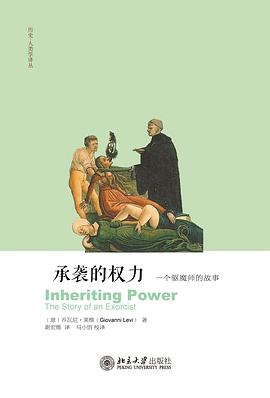 历史-人类学译丛
承袭的权力 一个驱魔师的故事
Inheriting Power
The Story of an Exorcist
(意)乔瓦尼·莱维(Giovanni Levi) 著
谢宏维 译 马小悟 校译
北京大学出版社
PEKING UNIVERSITY PRESS